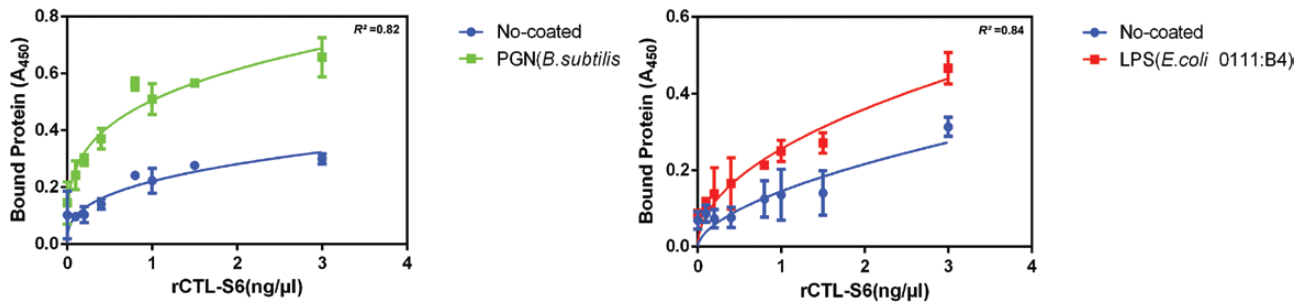 Bound Protein (A450)
0.8
0.6
0.4
0.2
0.0
0
1
2
3
4
rCTL-S6(ng/µl)
R²=0.82
No-coated
PGN(B.subtilis
Bound Protein (A450)
0.6
0.4
0.2
0.0
0
1
2
3
4
rCTL-S6(ng/µl)
R²=0.84
No-coated
LPS(E.coli 0111:B4)